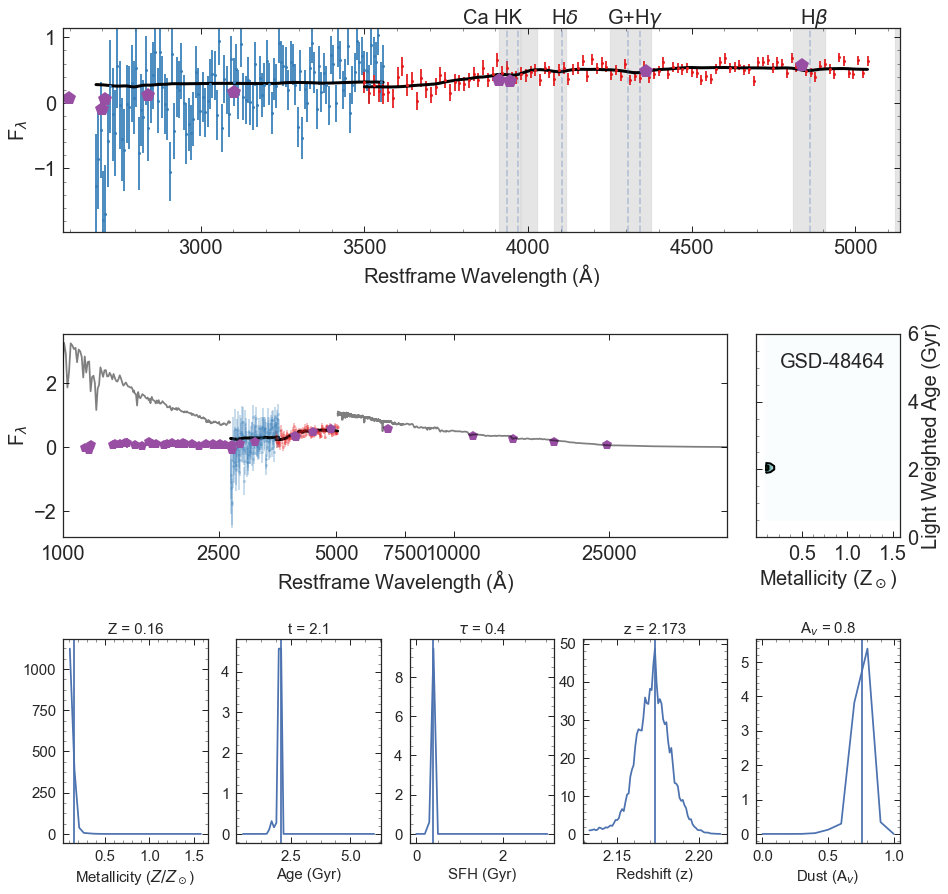 Ca HK Hδ G+Hγ Hβ
1
0
−1
F_λ
3000 3500 4000 4500 5000
Restframe Wavelength (Å)
2
0
−2
F_λ
1000 2500 5000 7500 10000 25000
Restframe Wavelength (Å)
GSD-48464
6
4
2
0
Light Weighted Age (Gyr)
0.5 1.0 1.5
Metallicity (Z_⊙)
Z = 0.16
1000
750
500
250
0
0.5 1.0 1.5
Metallicity (Z/Z_⊙)
t = 2.1
4
3
2
1
0
2.5 5.0
Age (Gyr)
τ = 0.4
8
6
4
2
0
0 2
SFH (Gyr)
z = 2.173
50
40
30
20
10
0
2.15 2.20
Redshift (z)
A_v = 0.8
5
4
3
2
1
0
0.0 0.5 1.0
Dust (A_v)